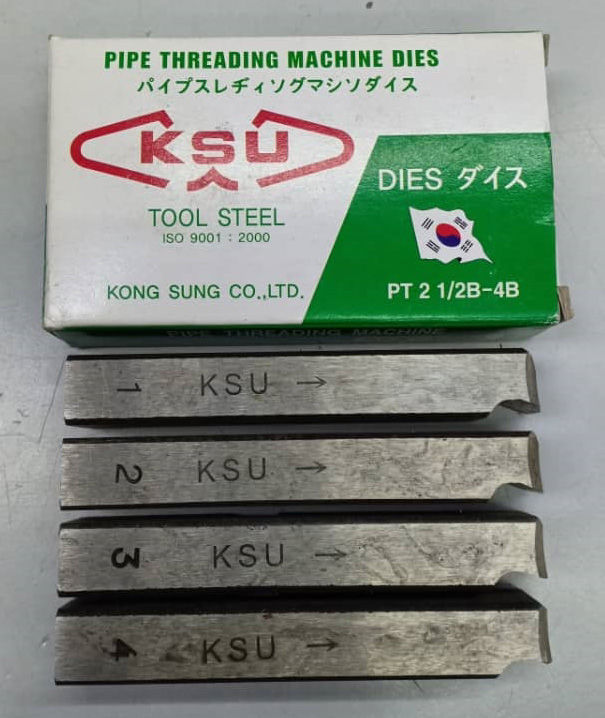 PIPE THREADING MACHINE DIES
パイプスレヂィソグマシソダイス
KSU
DIES ダイス
TOOL STEEL
ISO 9001 : 2000
KONG SUNG CO.,LTD.
PT 2 1/2B-4B
PIPE THREADING MACHINE
1 KSU →
2 KSU →
3 KSU →
4 KSU →